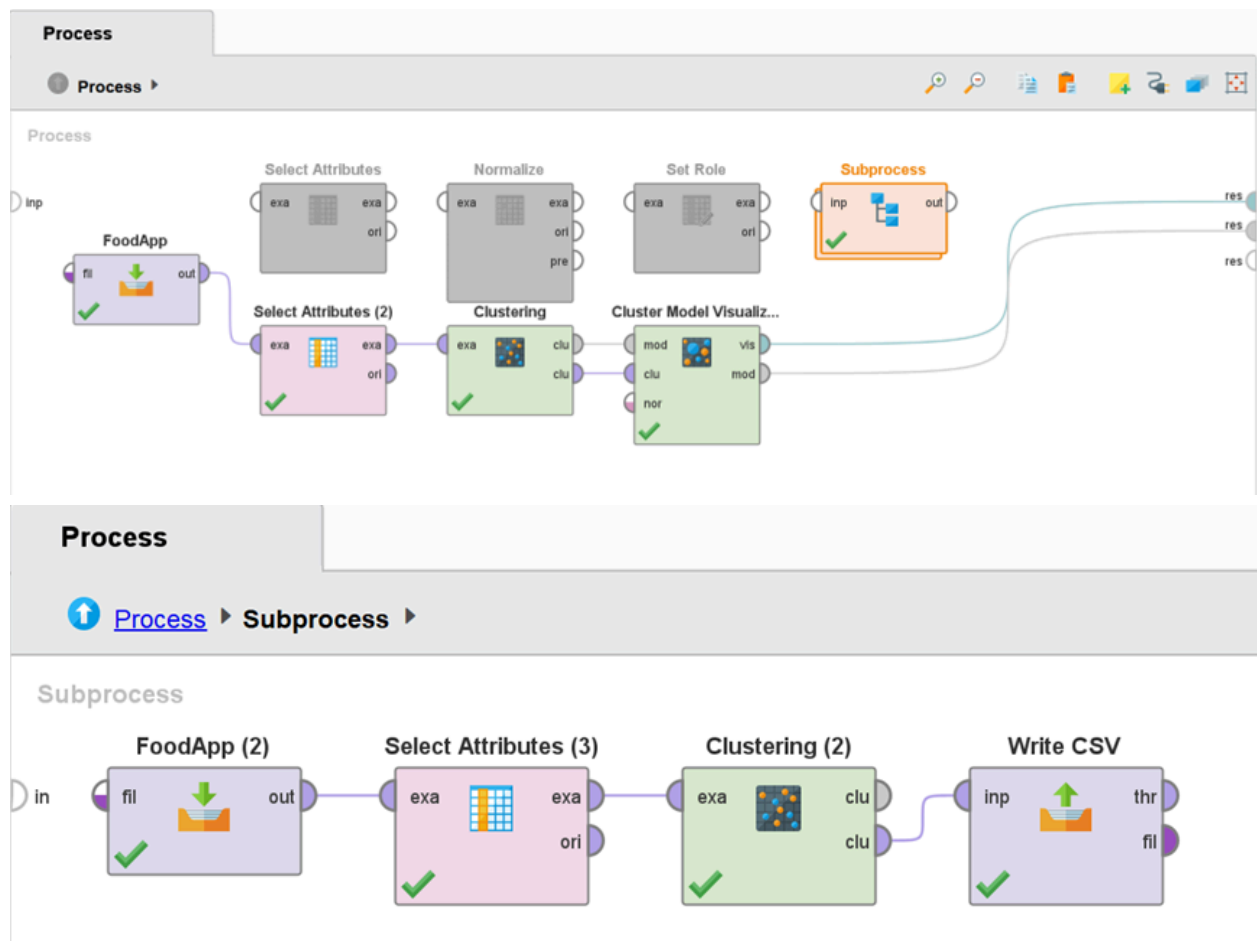 Process
Process
Process
Select Attributes
Normalize
Set Role
Subprocess
inp
exa exa
exa exa
exa exa
inp out
res
ori
ori
ori
res
FoodApp
pre
res
fil out
Select Attributes (2)
Clustering
Cluster Model Visualiz...
exa exa
exa clu
mod vis
ori
clu
clu mod
nor
Process
Process Subprocess
Subprocess
FoodApp (2)
Select Attributes (3)
Clustering (2)
Write CSV
in
fil out
exa exa
exa clu
inp thr
ori
clu
fil